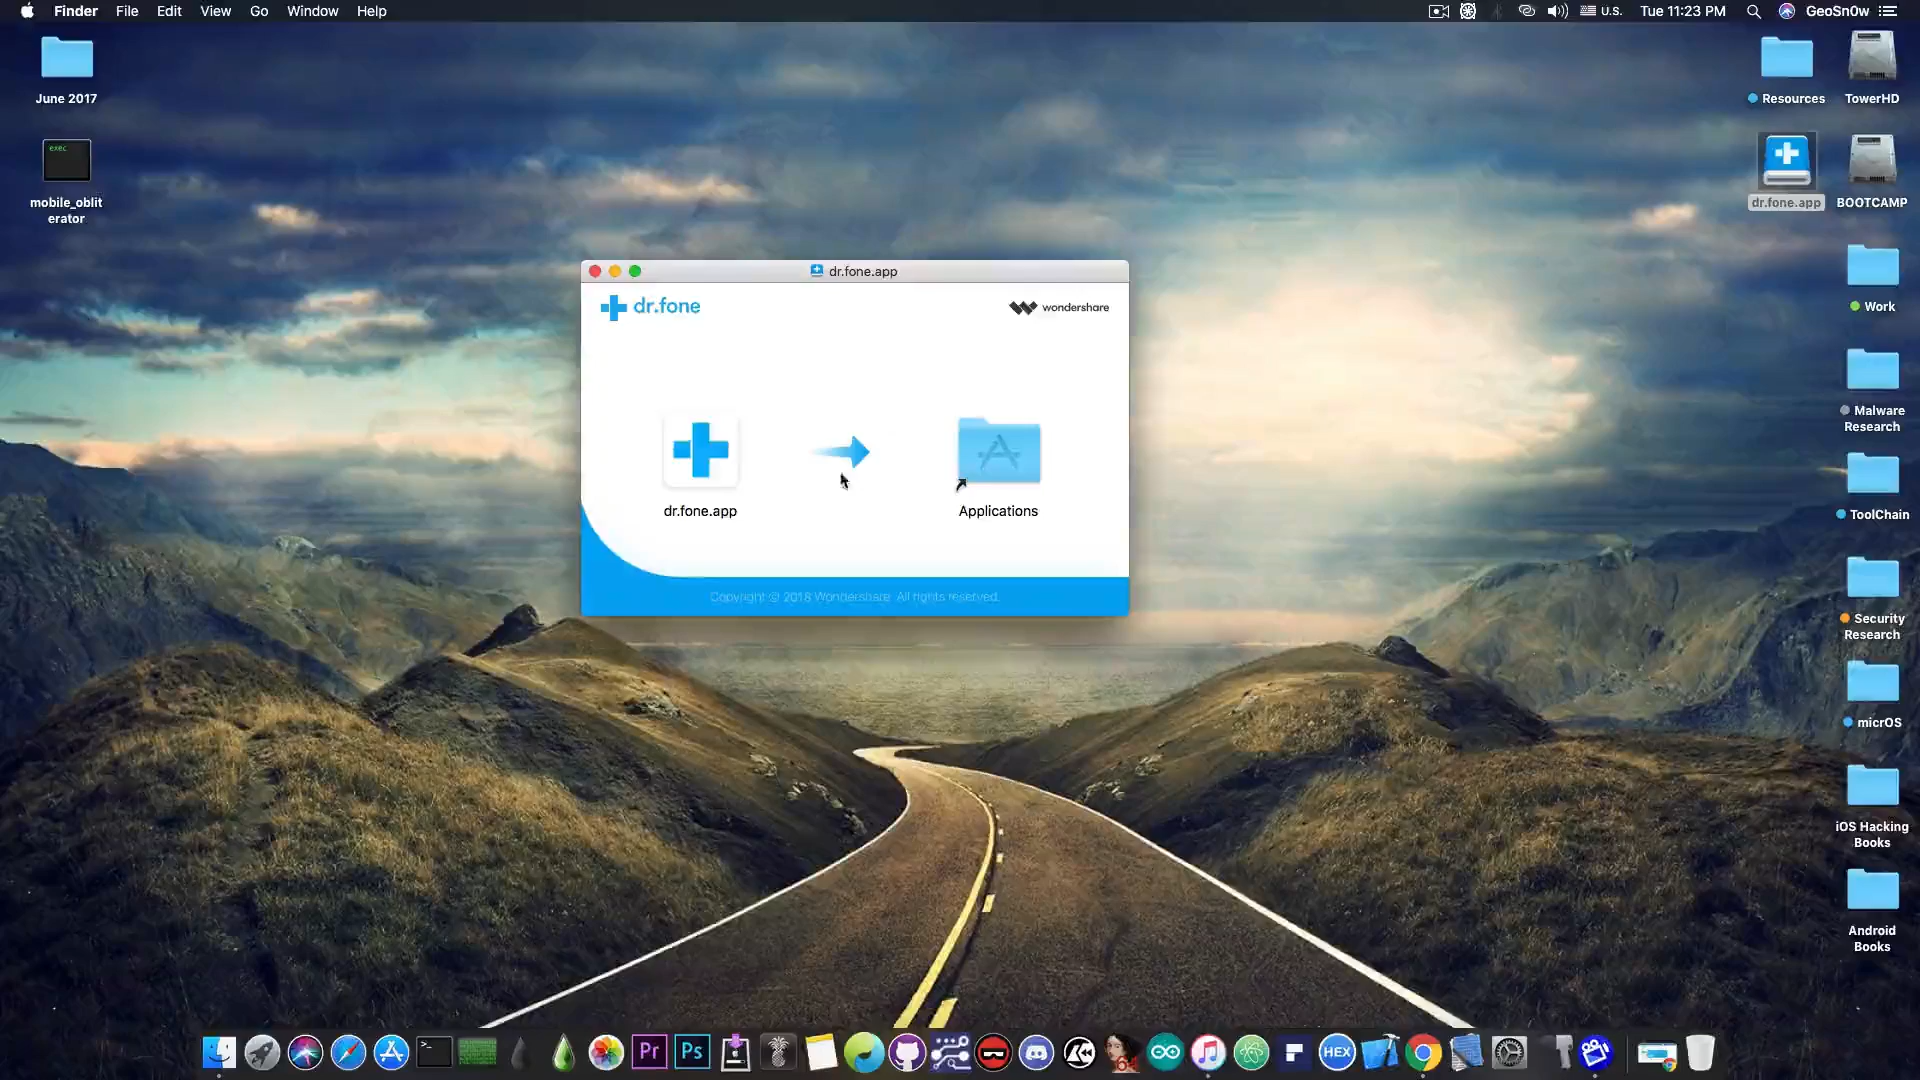 Finder File Edit View Go Window Help
U.S. Tue 11:23 PM GeoSn0w
June 2017
exec
mobile_oblit
erator
Resources
TowerHD
dr.fone.app
BOOTCAMP
Work
Malware
Research
ToolChain
Security
Research
micrOS
iOS Hacking
Books
Android
Books
dr.fone.app
dr.fone
wondershare
dr.fone.app
Applications
Copyright © 2018 Wondershare. All rights reserved.
>_
Pr
Ps
HEX
64